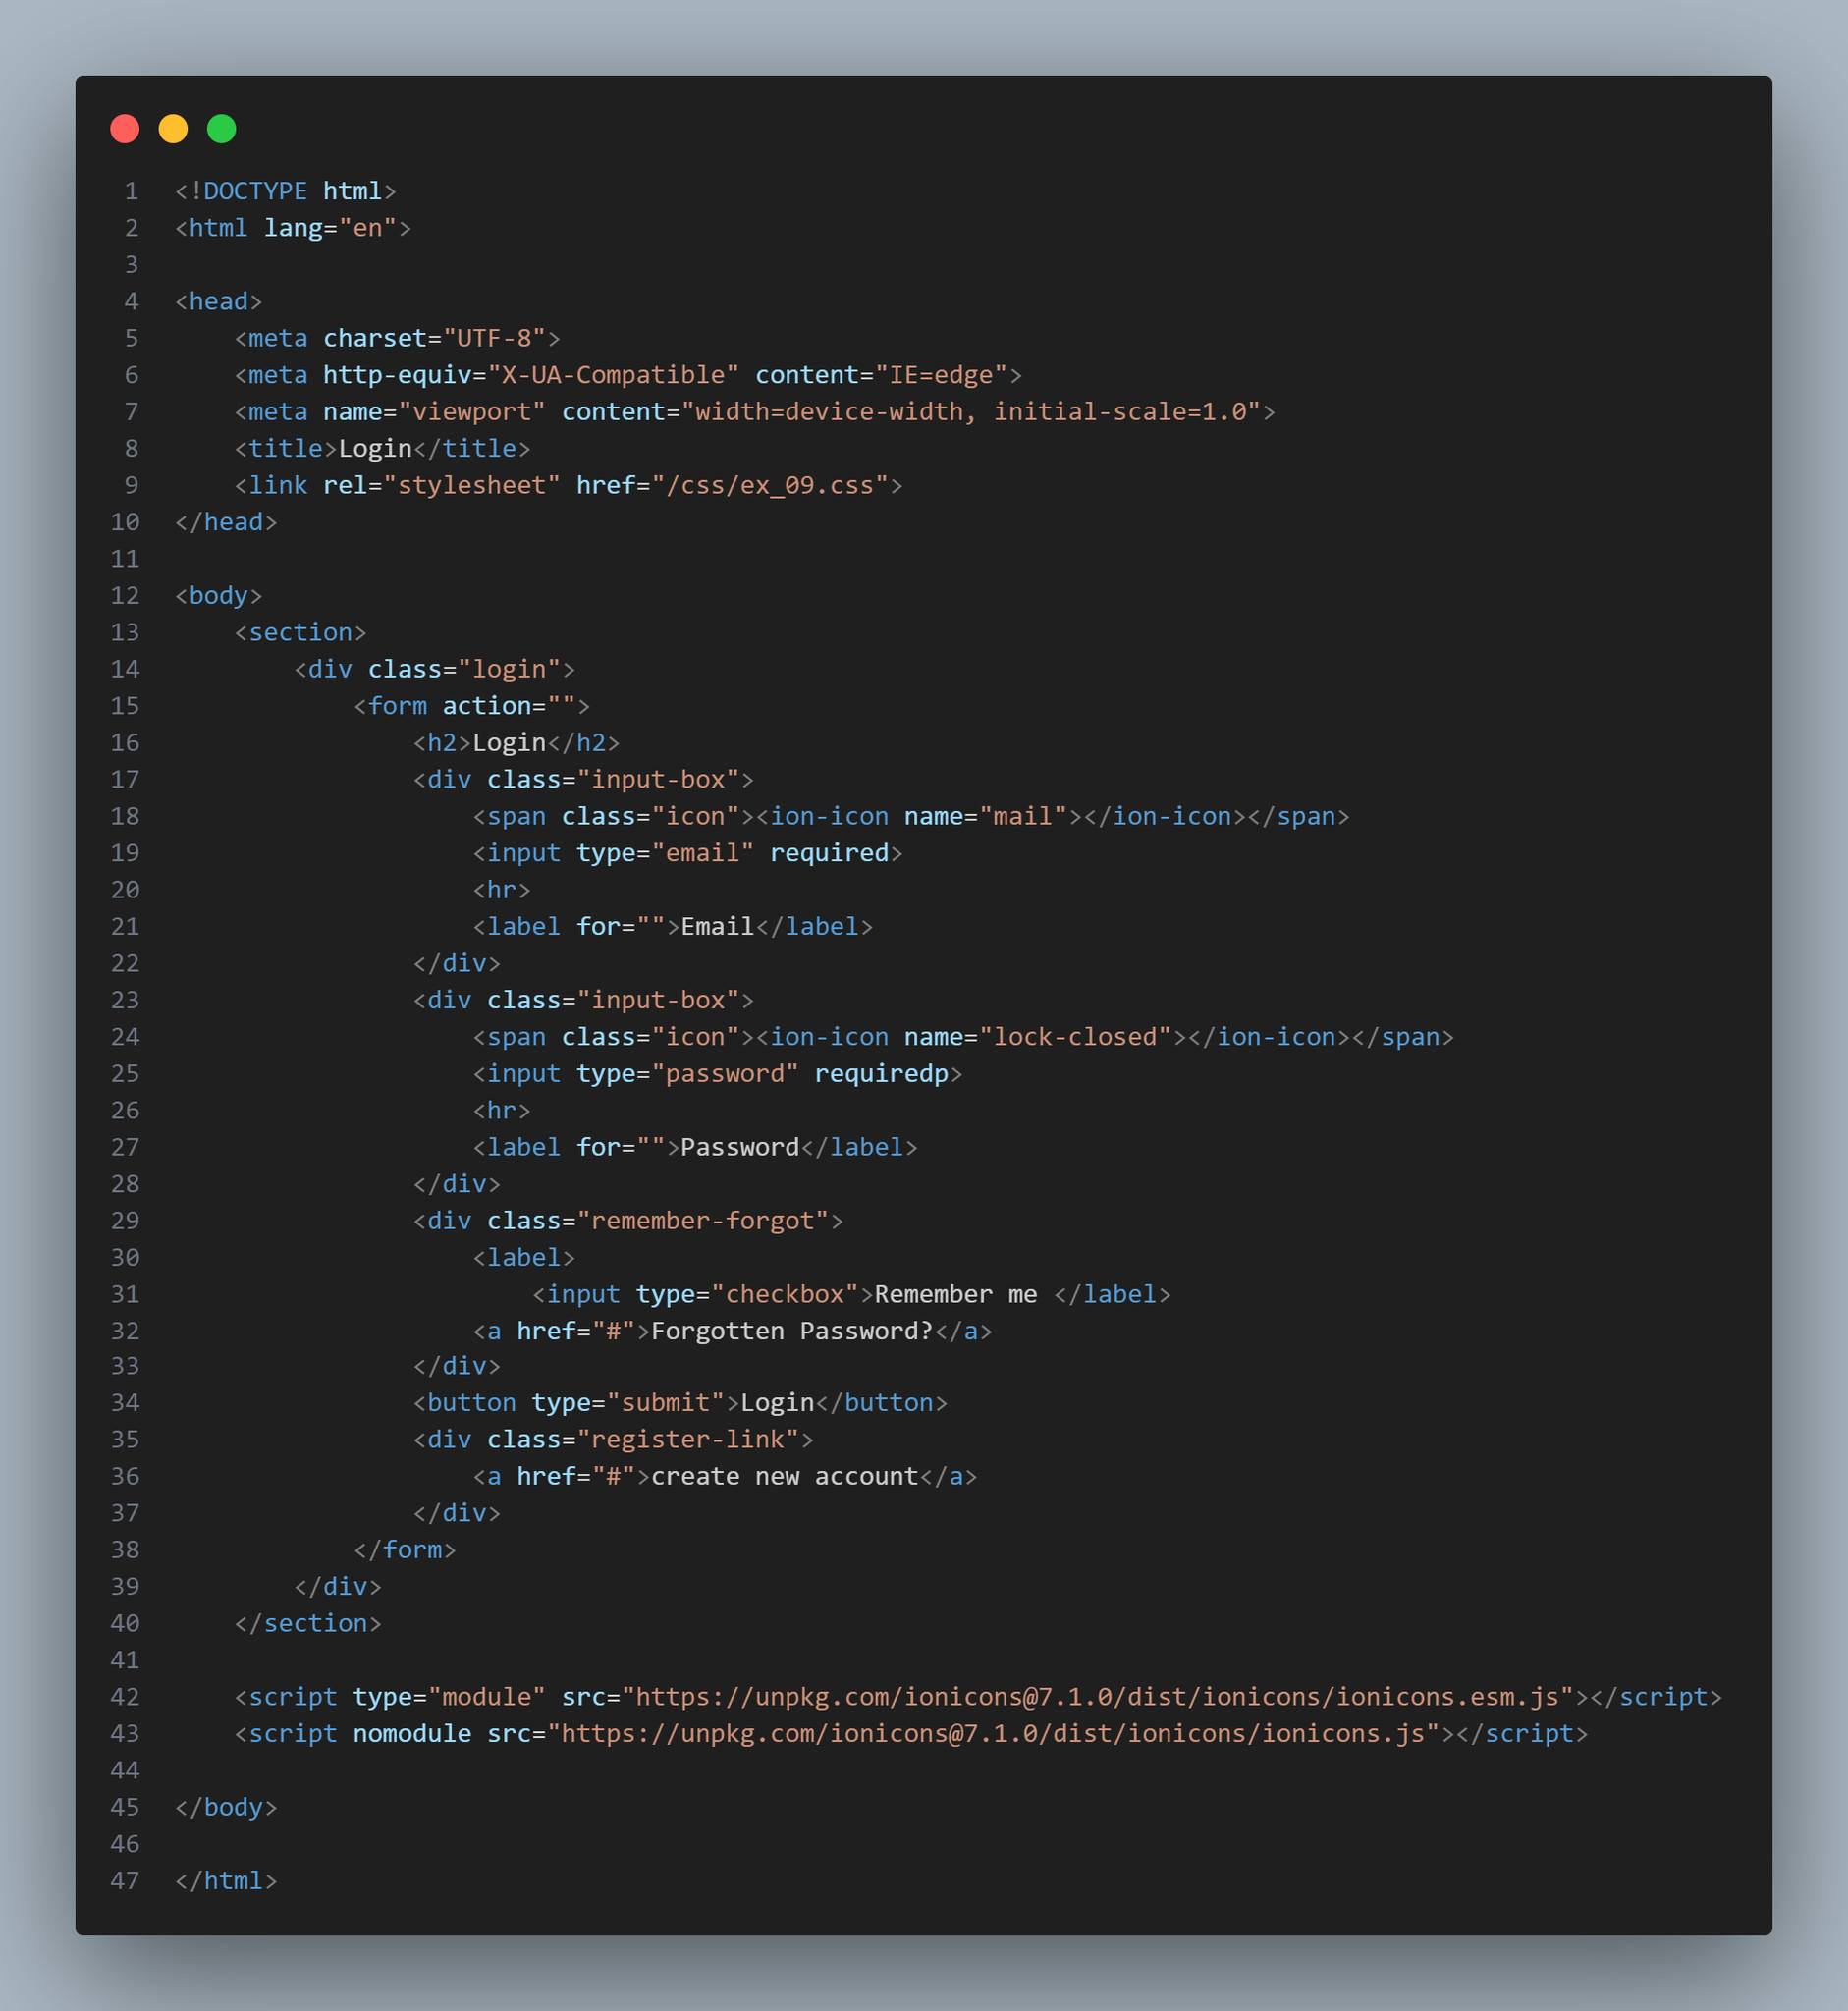 1 <!DOCTYPE html>
2 <html lang="en">
3
4 <head>
5     <meta charset="UTF-8">
6     <meta http-equiv="X-UA-Compatible" content="IE=edge">
7     <meta name="viewport" content="width=device-width, initial-scale=1.0">
8     <title>Login</title>
9     <link rel="stylesheet" href="/css/ex_09.css">
10 </head>
11
12 <body>
13     <section>
14         <div class="login">
15             <form action="">
16                 <h2>Login</h2>
17                 <div class="input-box">
18                     <span class="icon"><ion-icon name="mail"></ion-icon></span>
19                     <input type="email" required>
20                     <hr>
21                     <label for="">Email</label>
22                 </div>
23                 <div class="input-box">
24                     <span class="icon"><ion-icon name="lock-closed"></ion-icon></span>
25                     <input type="password" requiredp>
26                     <hr>
27                     <label for="">Password</label>
28                 </div>
29                 <div class="remember-forgot">
30                     <label>
31                         <input type="checkbox">Remember me </label>
32                     <a href="#">Forgotten Password?</a>
33                 </div>
34                 <button type="submit">Login</button>
35                 <div class="register-link">
36                     <a href="#">create new account</a>
37                 </div>
38             </form>
39         </div>
40     </section>
41
42     <script type="module" src="https://unpkg.com/ionicons@7.1.0/dist/ionicons/ionicons.esm.js"></script>
43     <script nomodule src="https://unpkg.com/ionicons@7.1.0/dist/ionicons/ionicons.js"></script>
44
45 </body>
46
47 </html>